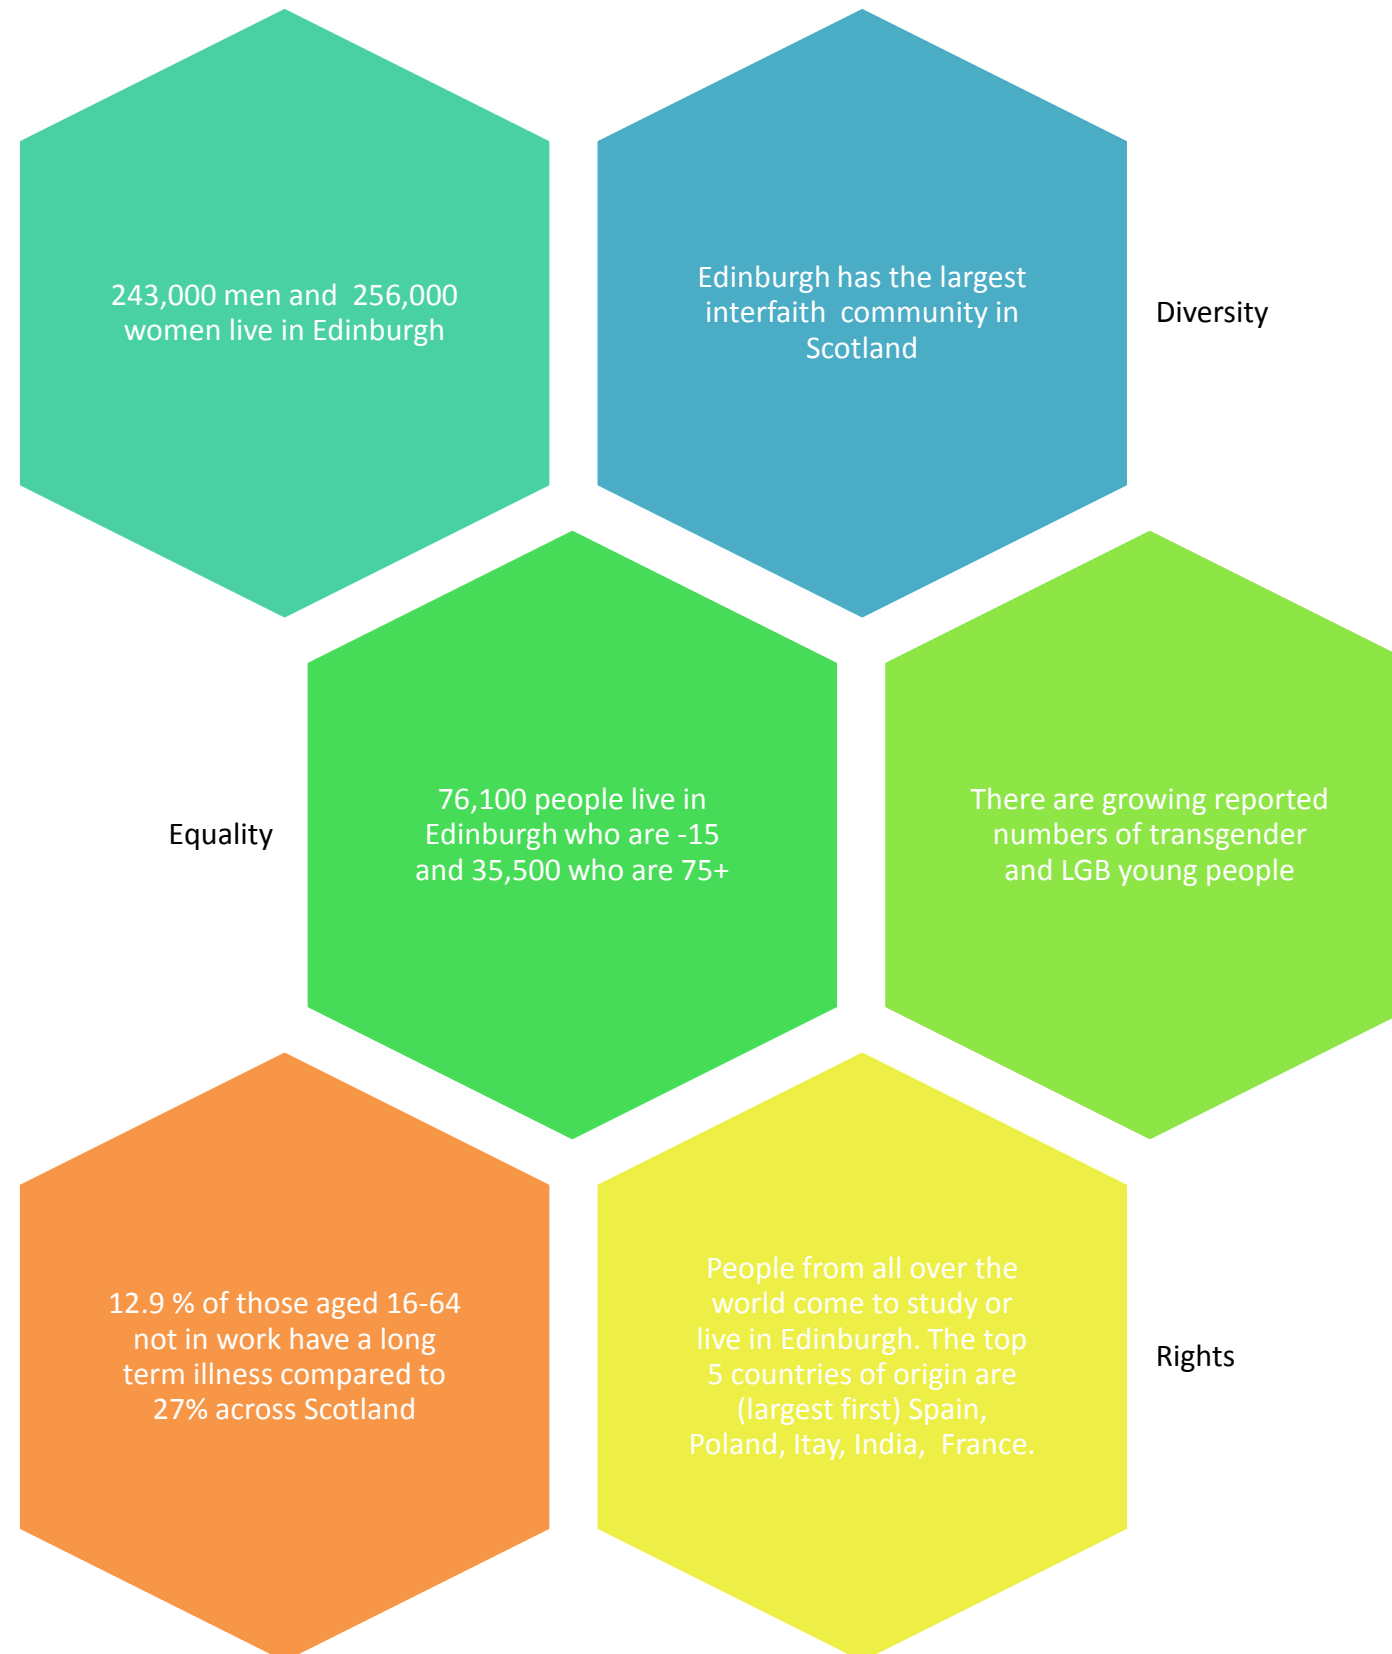 243,000 men and  256,000
women live in Edinburgh
Edinburgh has the largest
interfaith  community in
Scotland
Diversity
Equality
76,100 people live in
Edinburgh who are -15
and 35,500 who are 75+
There are growing reported
numbers of transgender
and LGB young people
12.9 % of those aged 16-64
not in work have a long
term illness compared to
27% across Scotland
People from all over the
world come to study or
live in Edinburgh. The top
5 countries of origin are
(largest first) Spain,
Poland, Itay, India,  France.
Rights